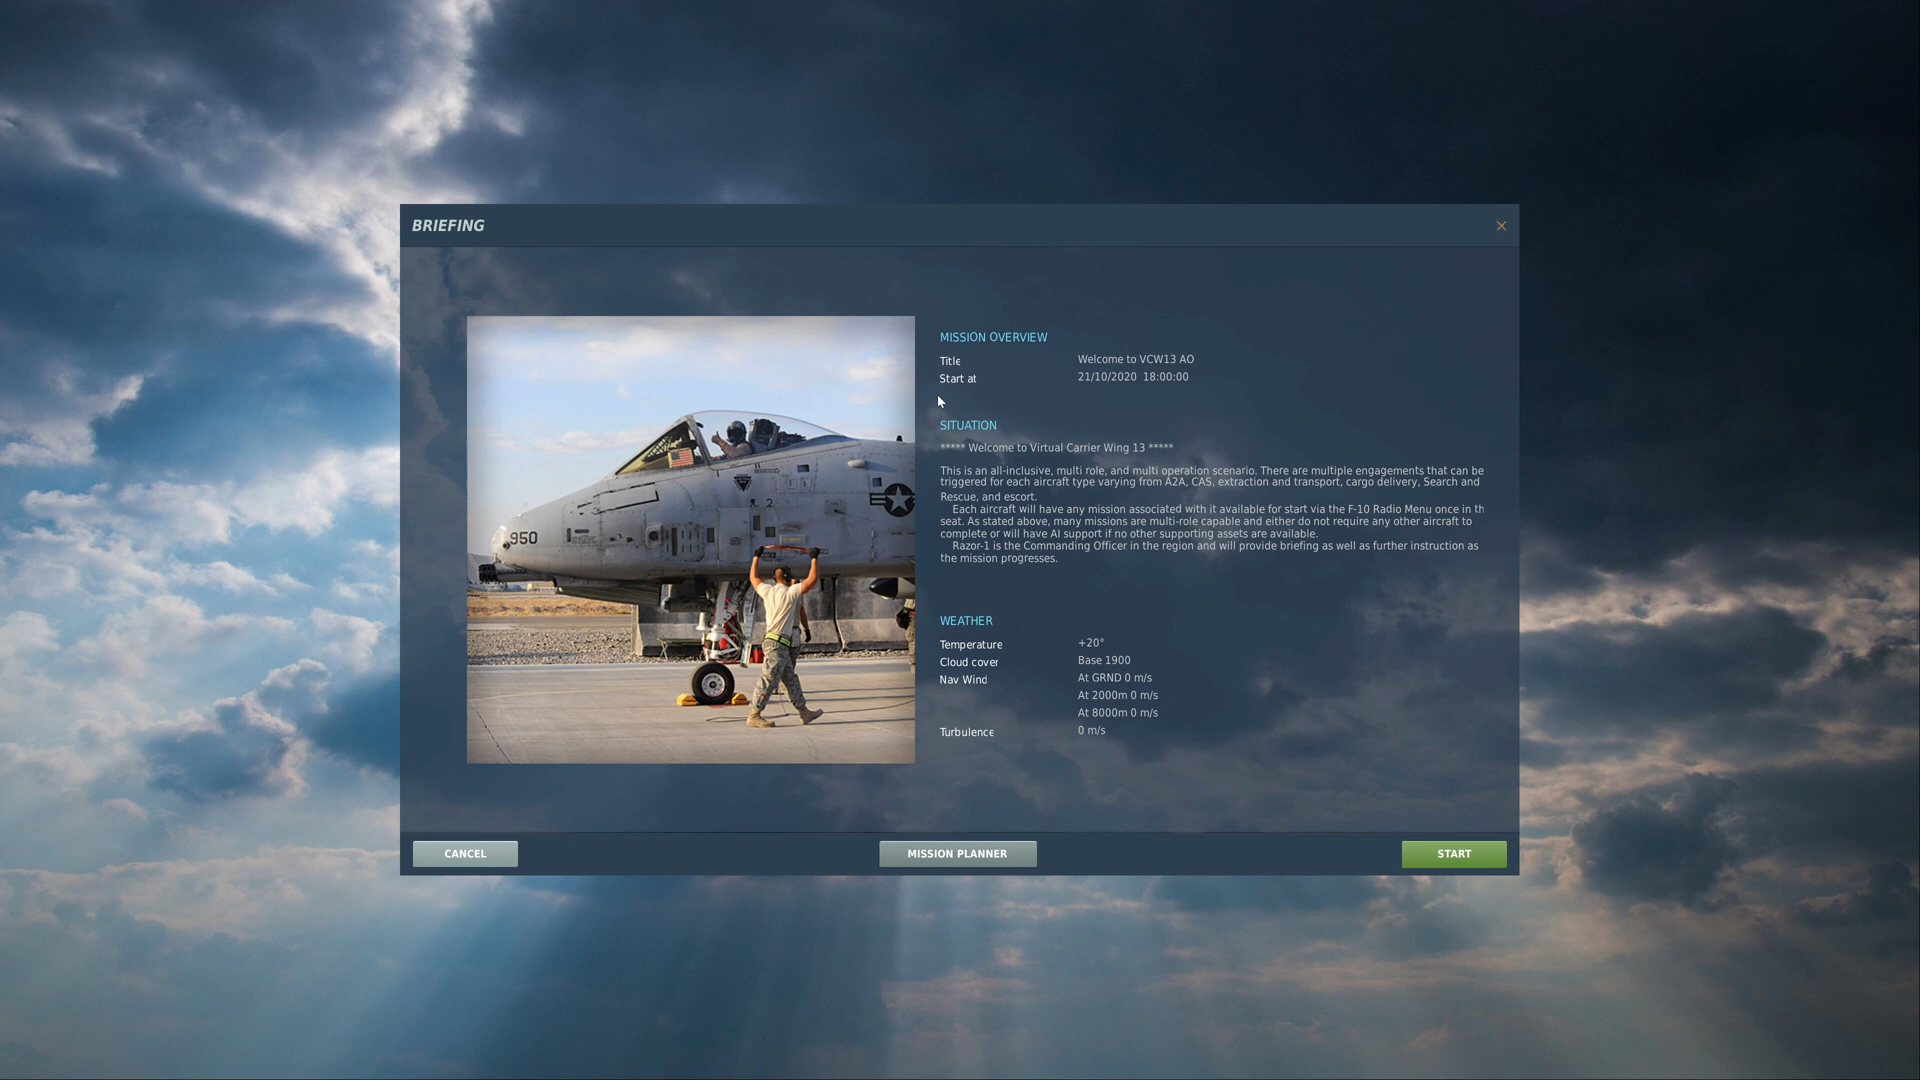 BRIEFING
MISSION OVERVIEW
Title Welcome to VCW13 AO
Start at 21/10/2020 18:00:00
SITUATION
***** Welcome to Virtual Carrier Wing 13 *****
This is an all-inclusive, multi role, and multi operation scenario. There are multiple engagements that can be
triggered for each aircraft type varying from A2A, CAS, extraction and transport, cargo delivery, Search and
Rescue, and escort.
Each aircraft will have any mission associated with it available for start via the F-10 Radio Menu once in th
seat. As stated above, many missions are multi-role capable and either do not require any other aircraft to
complete or will have AI support if no other supporting assets are available.
Razor-1 is the Commanding Officer in the region and will provide briefing as well as further instruction as
the mission progresses.
950
2
WEATHER
Temperature +20°
Cloud cover Base 1900
Nav Wind At GRND 0 m/s
At 2000m 0 m/s
At 8000m 0 m/s
Turbulence 0 m/s
CANCEL
MISSION PLANNER
START